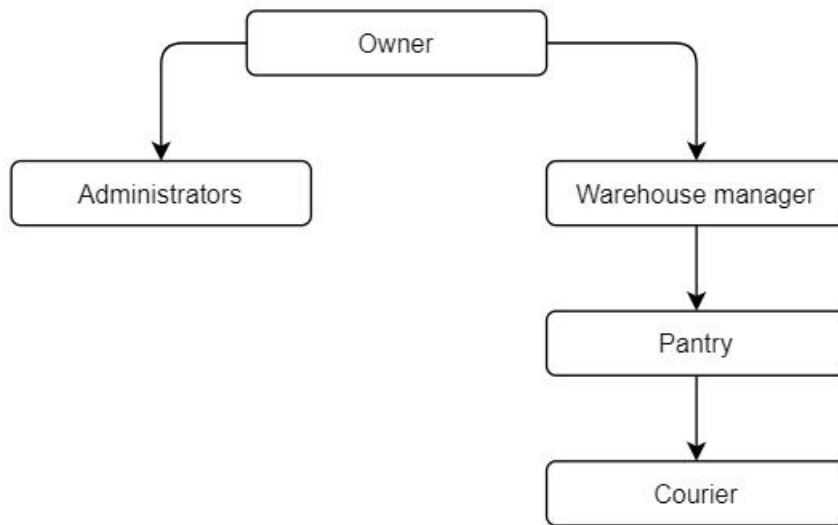 Owner
Administrators
Warehouse manager
Pantry
Courier